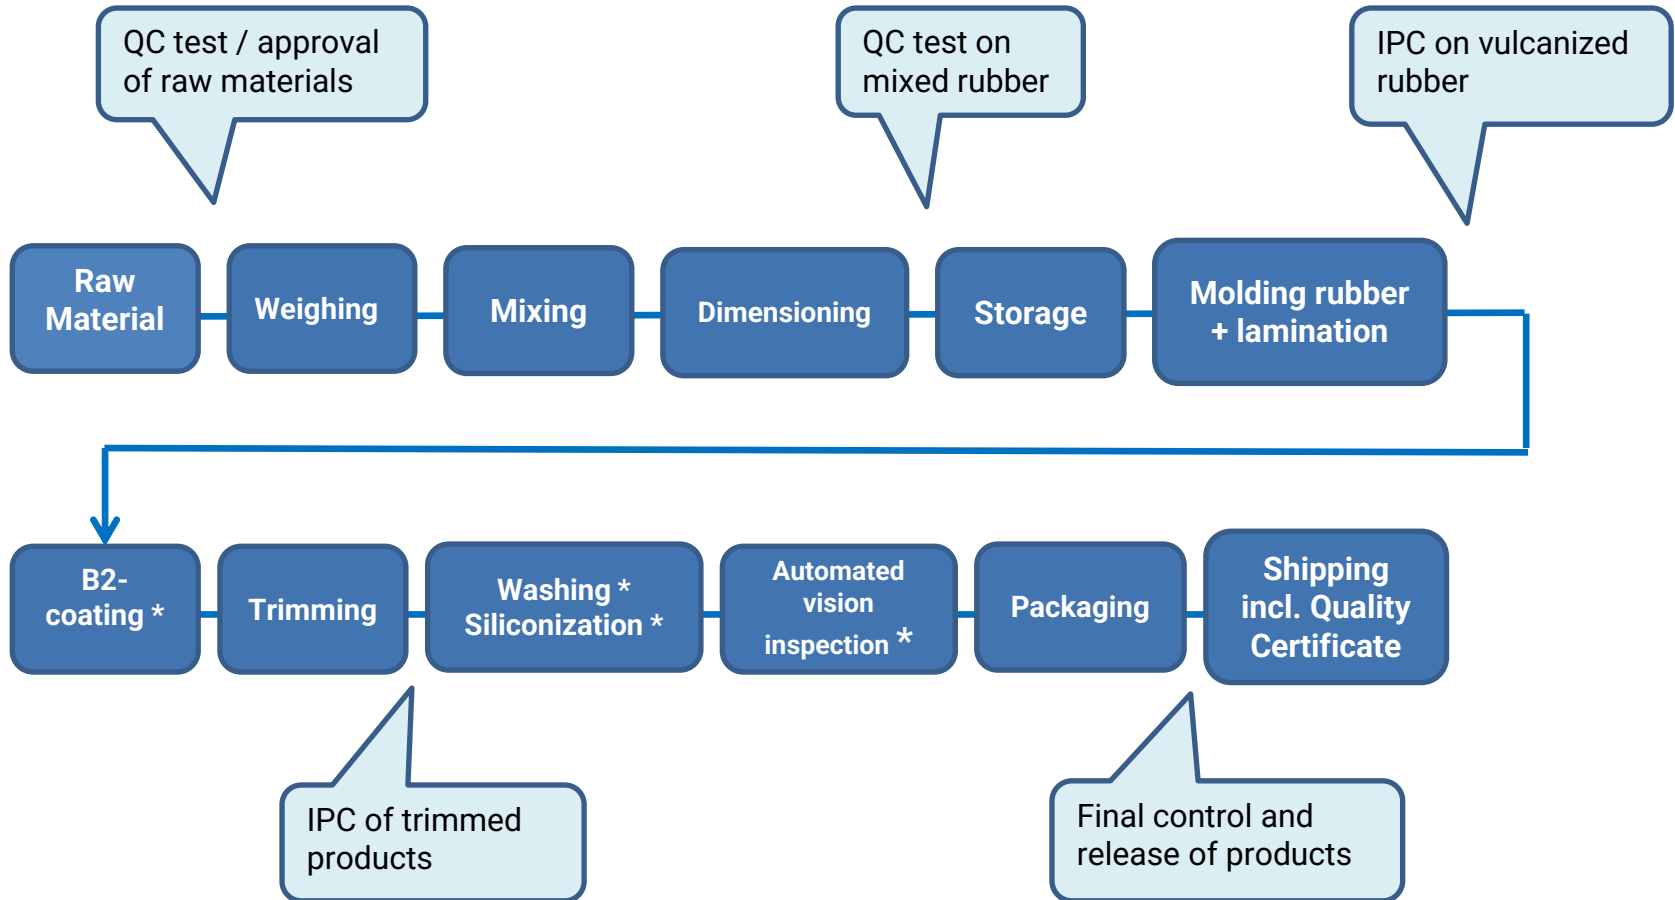 QC test / approval
of raw materials
QC test on
mixed rubber
IPC on vulcanized
rubber
Raw
Material
Weighing
Mixing
Dimensioning
Storage
Molding rubber
+ lamination
B2-
coating *
Trimming
Washing *
Siliconization *
Automated
vision
inspection *
Packaging
Shipping
incl. Quality
Certificate
IPC of trimmed
products
Final control and
release of products